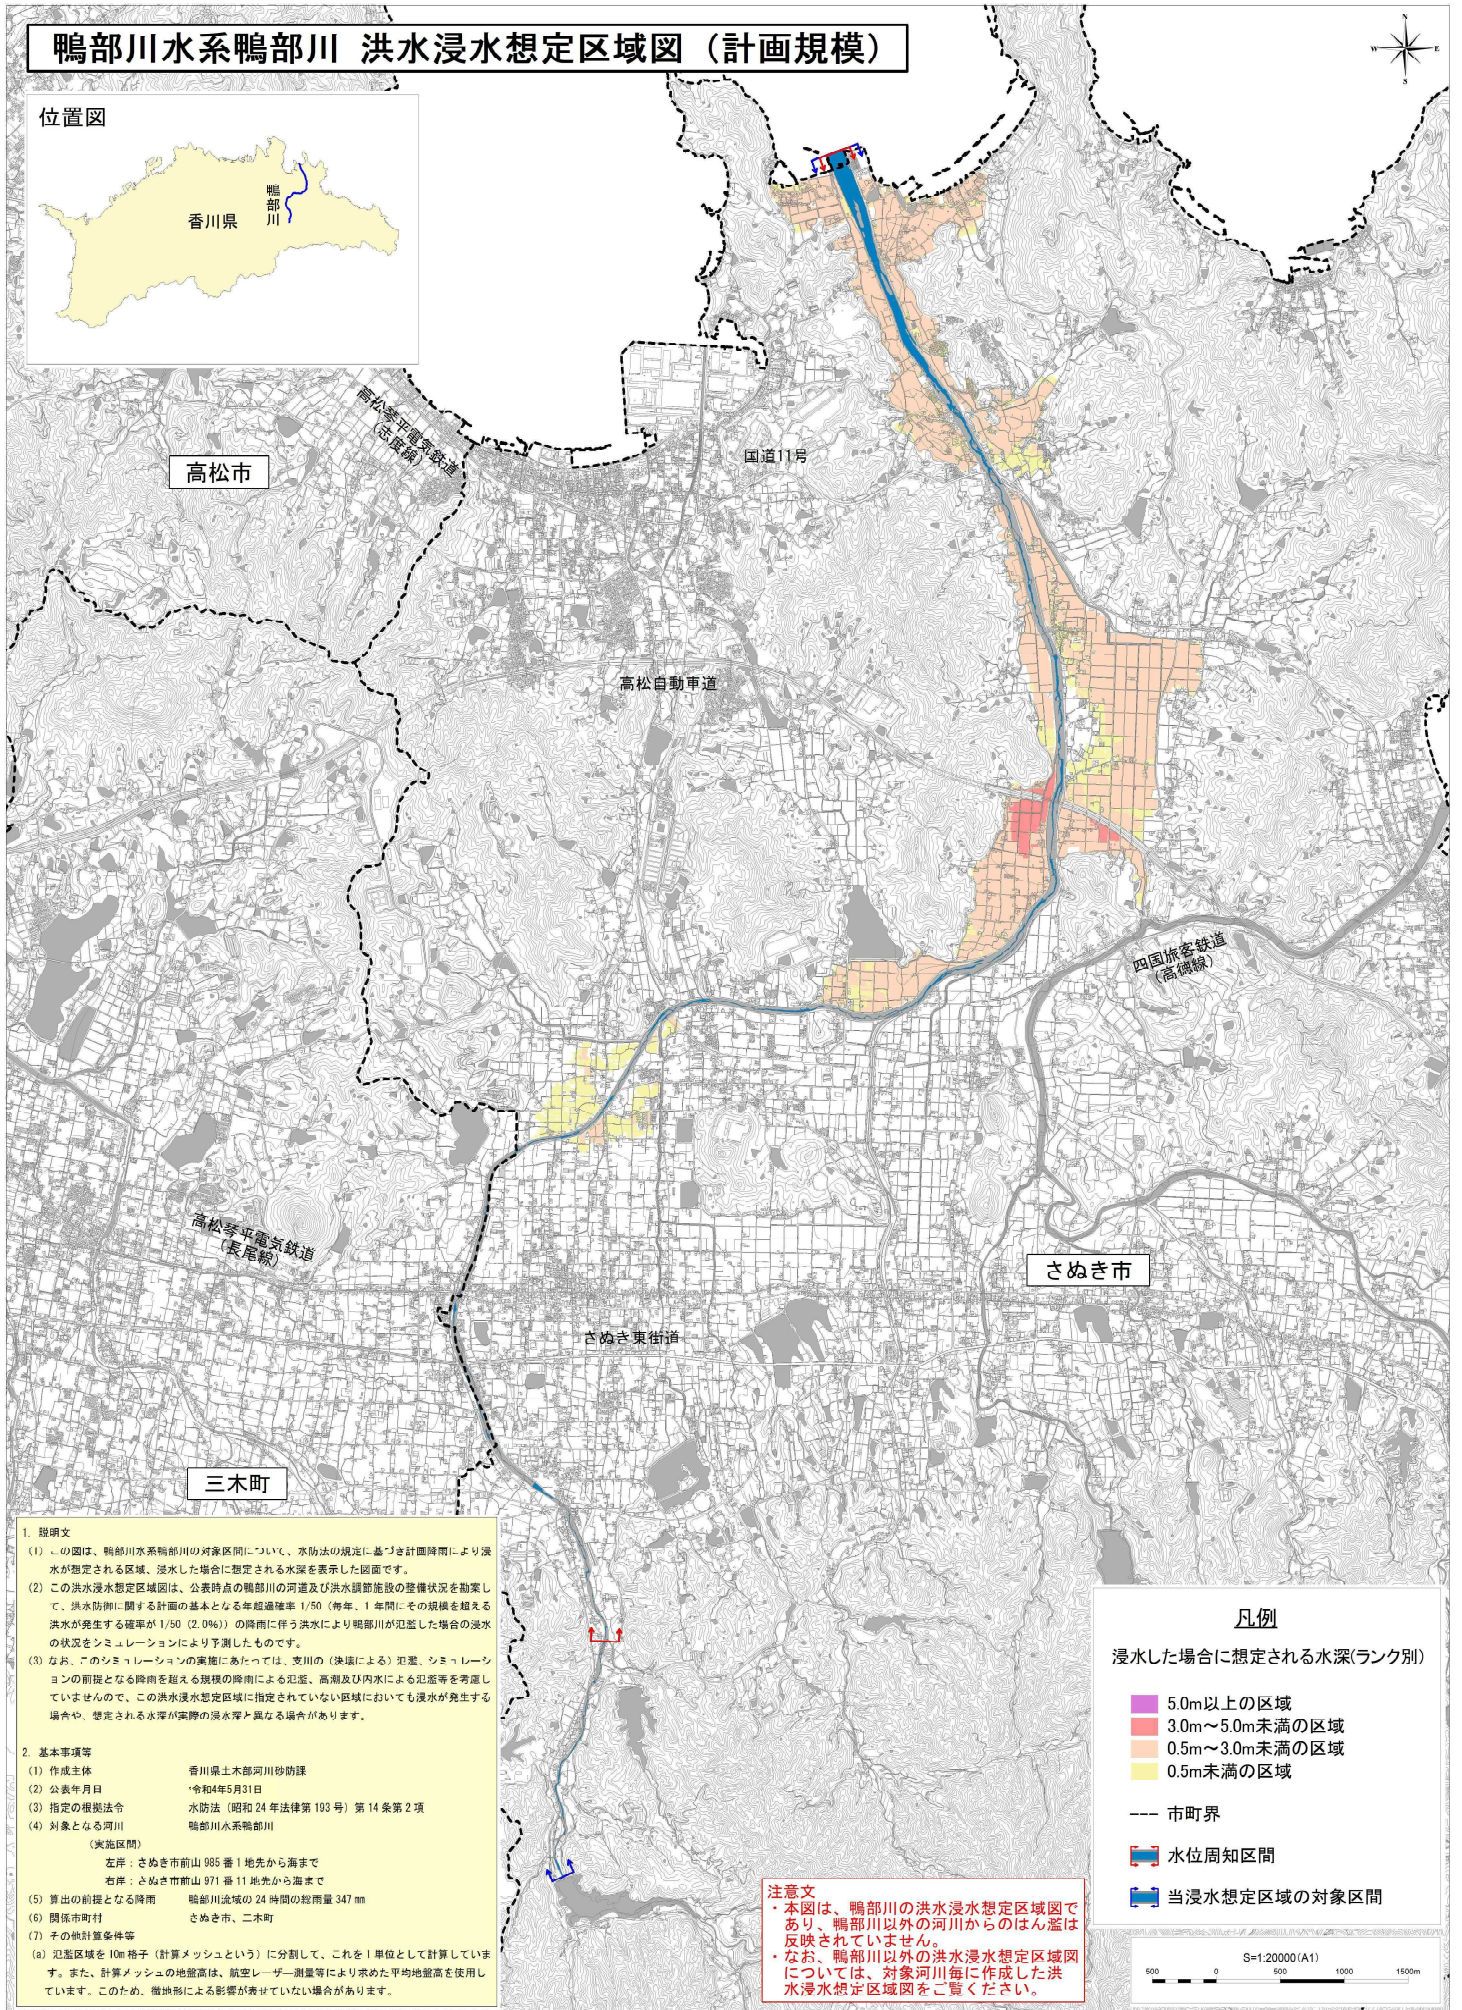 鴨部川水系鴨部川 洪水浸水想定区域図（計画規模）
N
W
E
S
位置図
香川県
鴨部川
高松琴平電気鉄道
（志度線）
高松市
国道11号
高松自動車道
四国旅客鉄道
（高徳線）
高松琴平電気鉄道
（長尾線）
さぬき市
さぬき東街道
三木町
1. 説明文
(1) この図は、鴨部川水系鴨部川の対象区間について、水防法の規定に基づき計画降雨により浸
水が想定される区域、浸水した場合に想定される水深を表示した図面です。
(2) この洪水浸水想定区域図は、公表時点の鴨部川の河道及び洪水調節施設の整備状況を勘案し
て、洪水防御に関する計画の基本となる年超過確率 1/50（毎年、1 年間にその規模を超える
洪水が発生する確率が 1/50（2.0%））の降雨に伴う洪水により鴨部川が氾濫した場合の浸水
の状況をシミュレーションにより予測したものです。
(3) なお、このシミュレーションの実施にあたっては、支川の（決壊による）氾濫、シミュレーシ
ョンの前提となる降雨を超える規模の降雨による氾濫、高潮及び内水による氾濫等を考慮し
ていませんので、この洪水浸水想定区域に指定されていない区域においても浸水が発生する
場合や、想定される水深が実際の浸水深と異なる場合があります。
2. 基本事項等
(1) 作成主体 香川県土木部河川砂防課
(2) 公表年月日 令和4年5月31日
(3) 指定の根拠法令 水防法（昭和 24 年法律第 193 号）第 14 条第 2 項
(4) 対象となる河川 鴨部川水系鴨部川
（実施区間）
左岸：さぬき市前山 985 番 1 地先から海まで
右岸：さぬき市前山 971 番 11 地先から海まで
(5) 算出の前提となる降雨 鴨部川流域の 24 時間の総雨量 347 mm
(6) 関係市町村 さぬき市、三木町
(7) その他計算条件等
(a) 氾濫区域を 10m 格子（計算メッシュという）に分割して、これを 1 単位として計算していま
す。また、計算メッシュの地盤高は、航空レーザー測量等により求めた平均地盤高を使用し
ています。このため、微地形による影響が表せていない場合があります。
注意文
・本図は、鴨部川の洪水浸水想定区域図で
あり、鴨部川以外の河川からのはん濫は
反映されていません。
・なお、鴨部川以外の洪水浸水想定区域図
については、対象河川毎に作成した洪
水浸水想定区域図をご覧ください。
凡例
浸水した場合に想定される水深(ランク別)
5.0m以上の区域
3.0m～5.0m未満の区域
0.5m～3.0m未満の区域
0.5m未満の区域
--- 市町界
水位周知区間
当浸水想定区域の対象区間
S=1:20000(A1)
500 0 500 1000 1500m